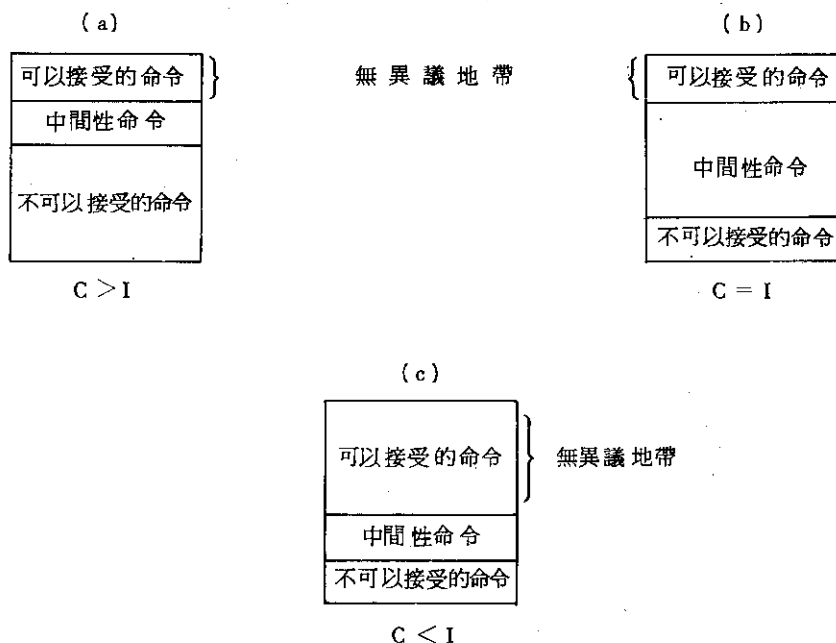 (a)
(b)
可以接受的命令
無異議地帶
可以接受的命令
中間性命令
中間性命令
不可以接受的命令
不可以接受的命令
C > I
C = I
(c)
可以接受的命令
無異議地帶
中間性命令
不可以接受的命令
C < I